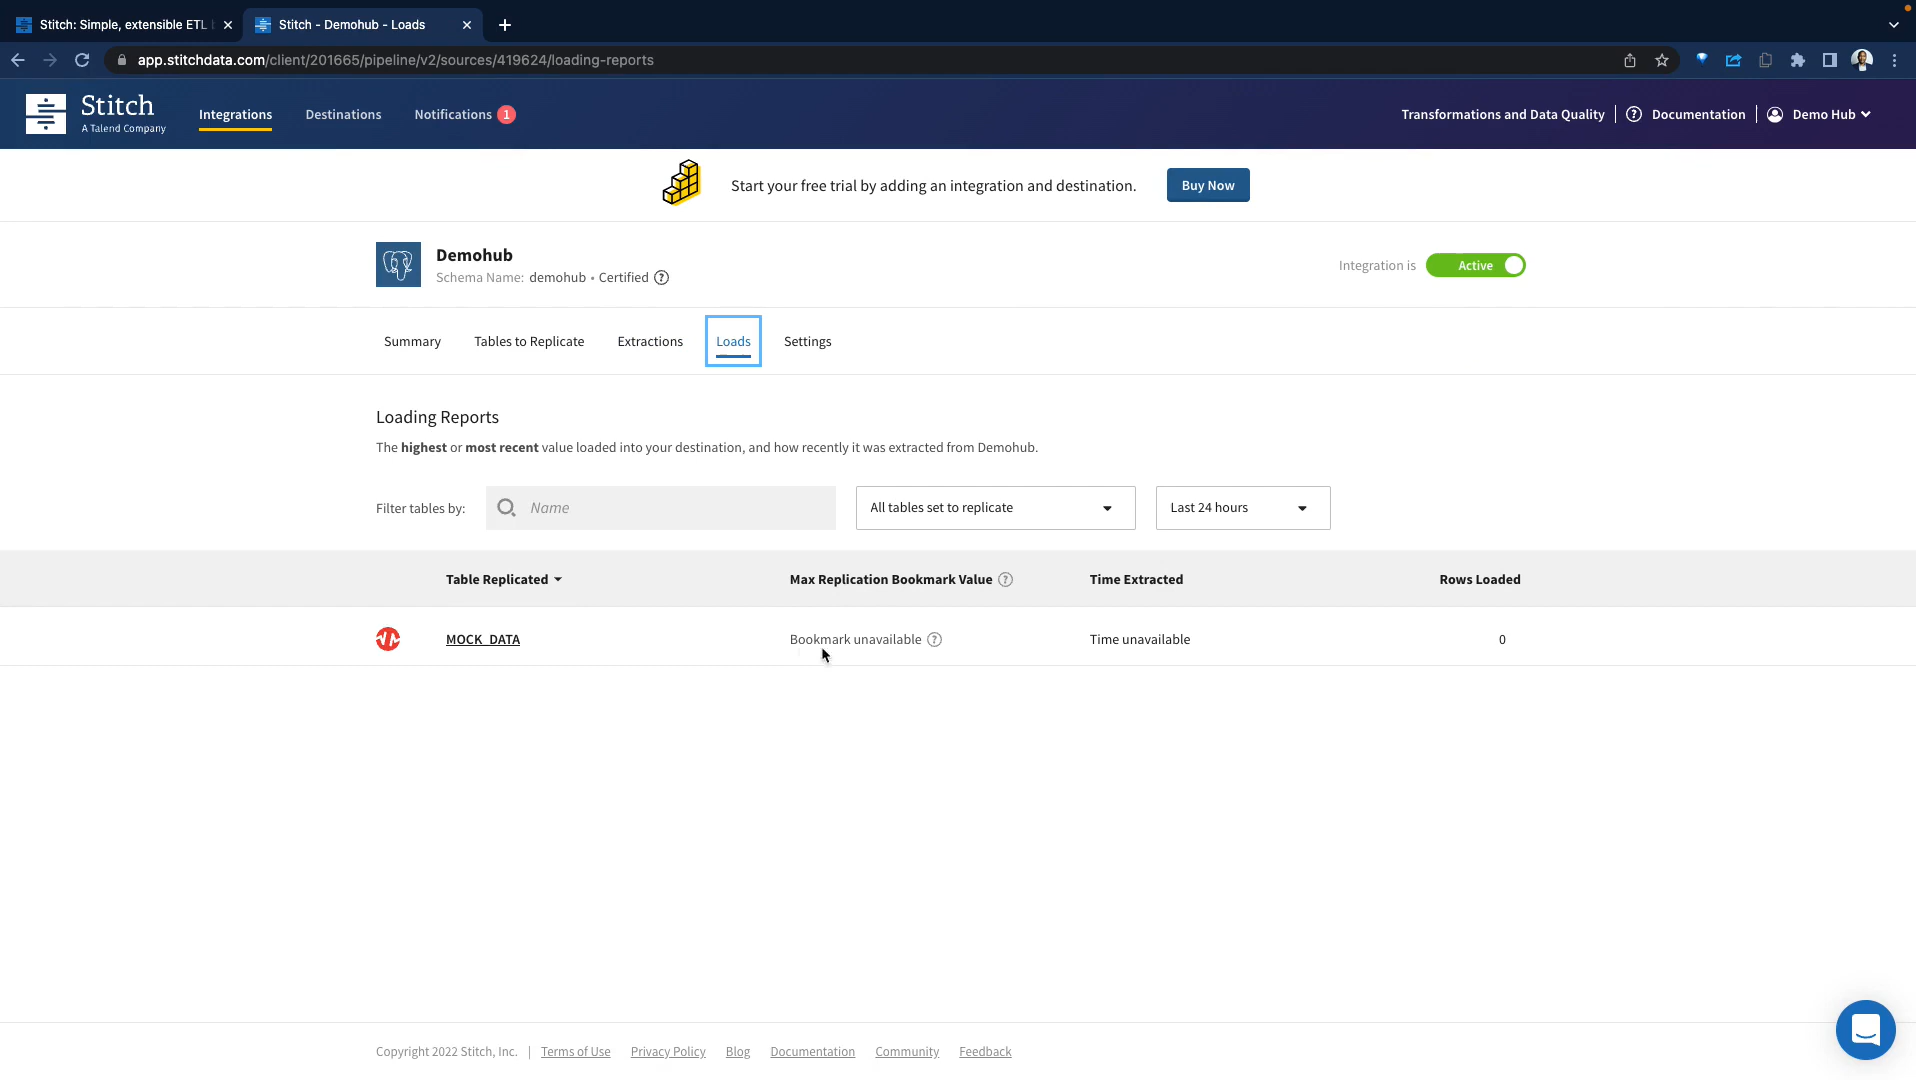 Stitch: Simple, extensible ETL
Stitch - Demohub - Loads
app.stitchdata.com/client/201665/pipeline/v2/sources/419624/loading-reports
Stitch
A Talend Company
Integrations
Destinations
Notifications 1
Transformations and Data Quality
Documentation
Demo Hub
Start your free trial by adding an integration and destination.
Buy Now
Demohub
Schema Name: demohub • Certified ?
Integration is Active
Summary
Tables to Replicate
Extractions
Loads
Settings
Loading Reports
The highest or most recent value loaded into your destination, and how recently it was extracted from Demohub.
Filter tables by:
Name
All tables set to replicate
Last 24 hours
Table Replicated
Max Replication Bookmark Value ?
Time Extracted
Rows Loaded
MOCK_DATA
Bookmark unavailable ?
Time unavailable
0
Copyright 2022 Stitch, Inc. |
Terms of Use
Privacy Policy
Blog
Documentation
Community
Feedback